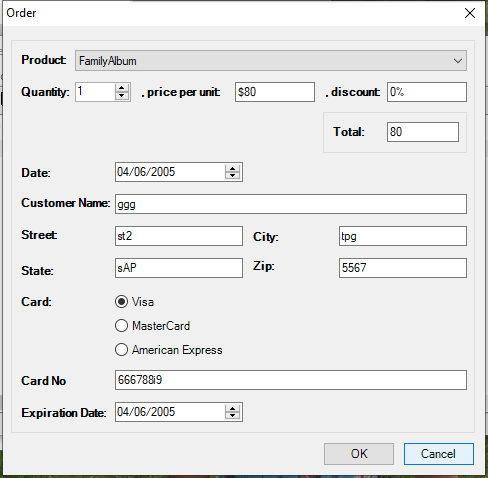 Order
Product: FamilyAlbum
Quantity: 1 , price per unit: $80 , discount: 0%
Total: 80
Date: 04/06/2005
Customer Name: ggg
Street: st2 City: tpg
State: sAP Zip: 5567
Card: Visa
MasterCard
American Express
Card No 666788i9
Expiration Date: 04/06/2005
OK Cancel